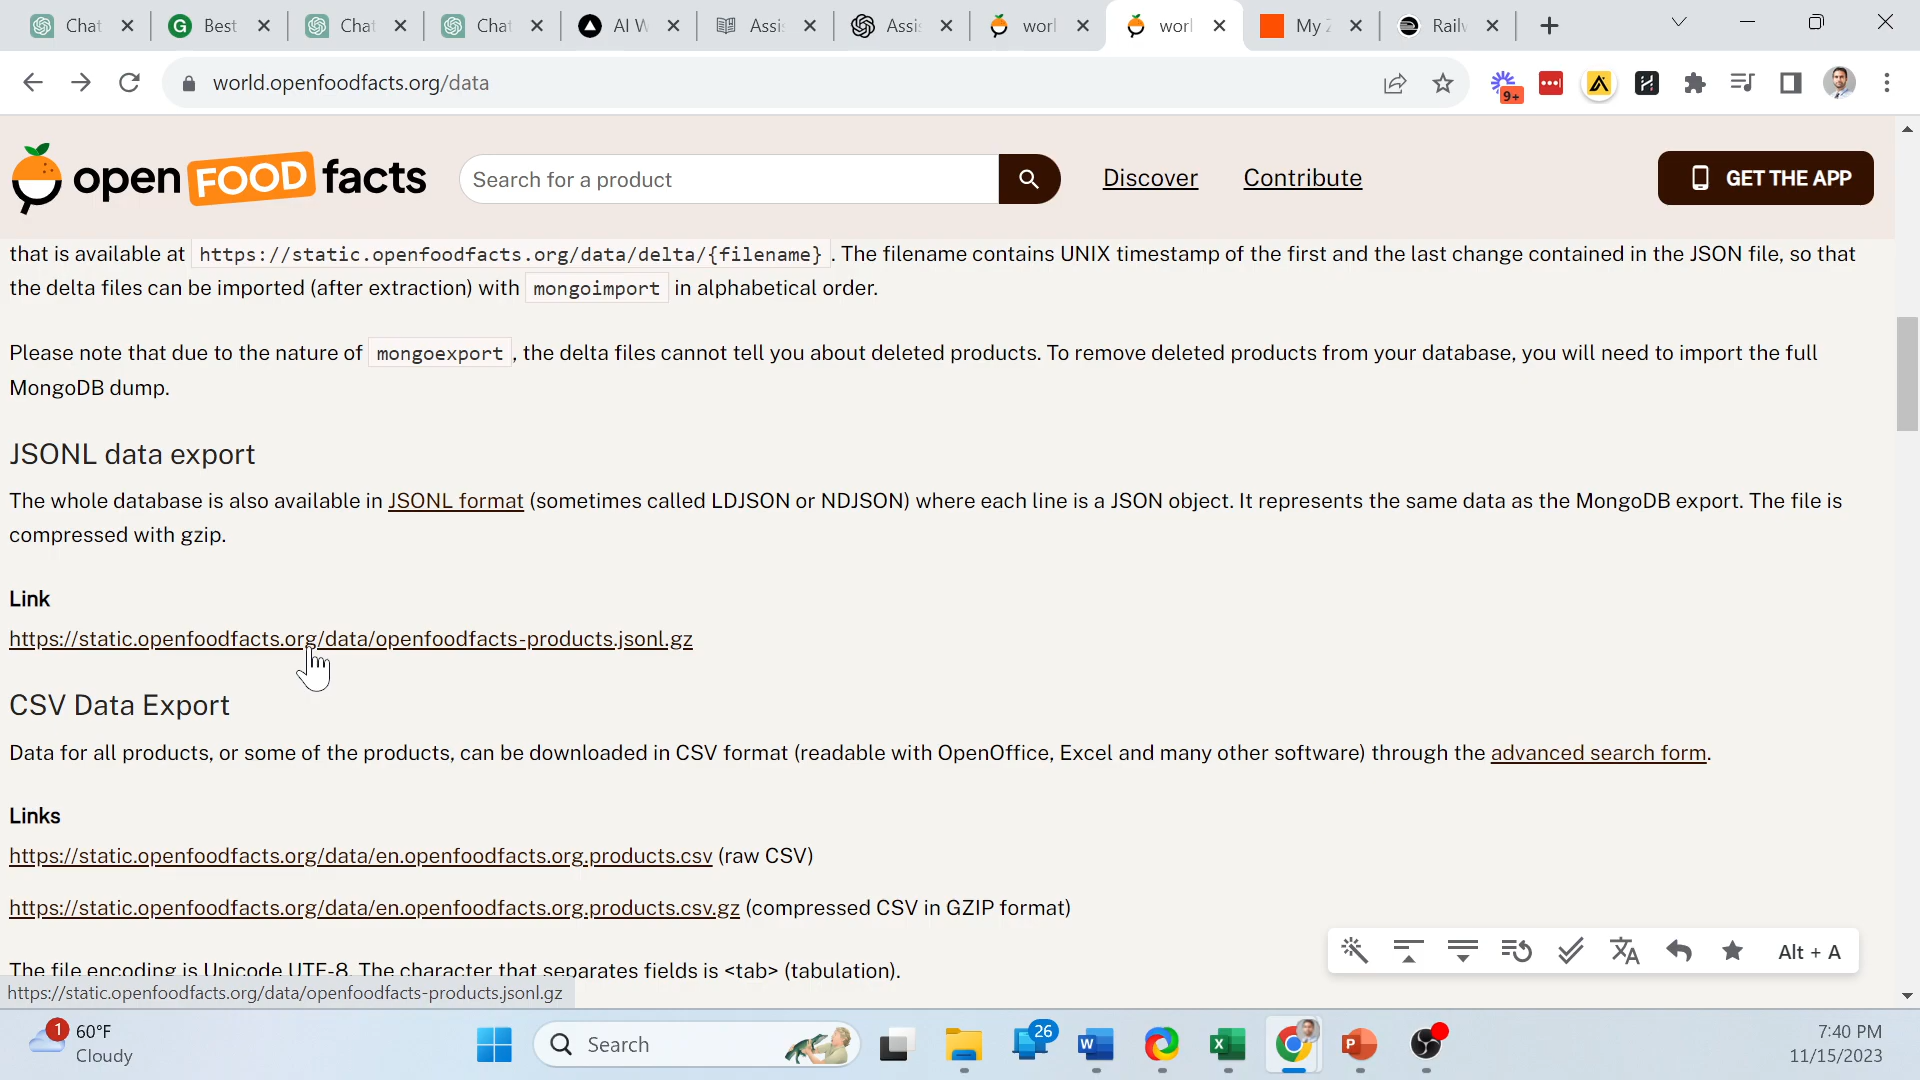 Chat
Best
Chat
Chat
AI W
Assi
Assi
worl
worl
My Z
Railw
world.openfoodfacts.org/data
9+
open FOOD facts
Search for a product
Discover
Contribute
GET THE APP
that is available at https://static.openfoodfacts.org/data/delta/{filename} . The filename contains UNIX timestamp of the first and the last change contained in the JSON file, so that
the delta files can be imported (after extraction) with mongoimport in alphabetical order.
Please note that due to the nature of mongoexport , the delta files cannot tell you about deleted products. To remove deleted products from your database, you will need to import the full
MongoDB dump.
JSONL data export
The whole database is also available in JSONL format (sometimes called LDJSON or NDJSON) where each line is a JSON object. It represents the same data as the MongoDB export. The file is
compressed with gzip.
Link
https://static.openfoodfacts.org/data/openfoodfacts-products.jsonl.gz
CSV Data Export
Data for all products, or some of the products, can be downloaded in CSV format (readable with OpenOffice, Excel and many other software) through the advanced search form.
Links
https://static.openfoodfacts.org/data/en.openfoodfacts.org.products.csv (raw CSV)
https://static.openfoodfacts.org/data/en.openfoodfacts.org.products.csv.gz (compressed CSV in GZIP format)
Alt + A
The file encoding is Unicode UTF-8. The character that separates fields is <tab> (tabulation).
https://static.openfoodfacts.org/data/openfoodfacts-products.jsonl.gz
1
60°F
Cloudy
Search
26
7:40 PM
11/15/2023